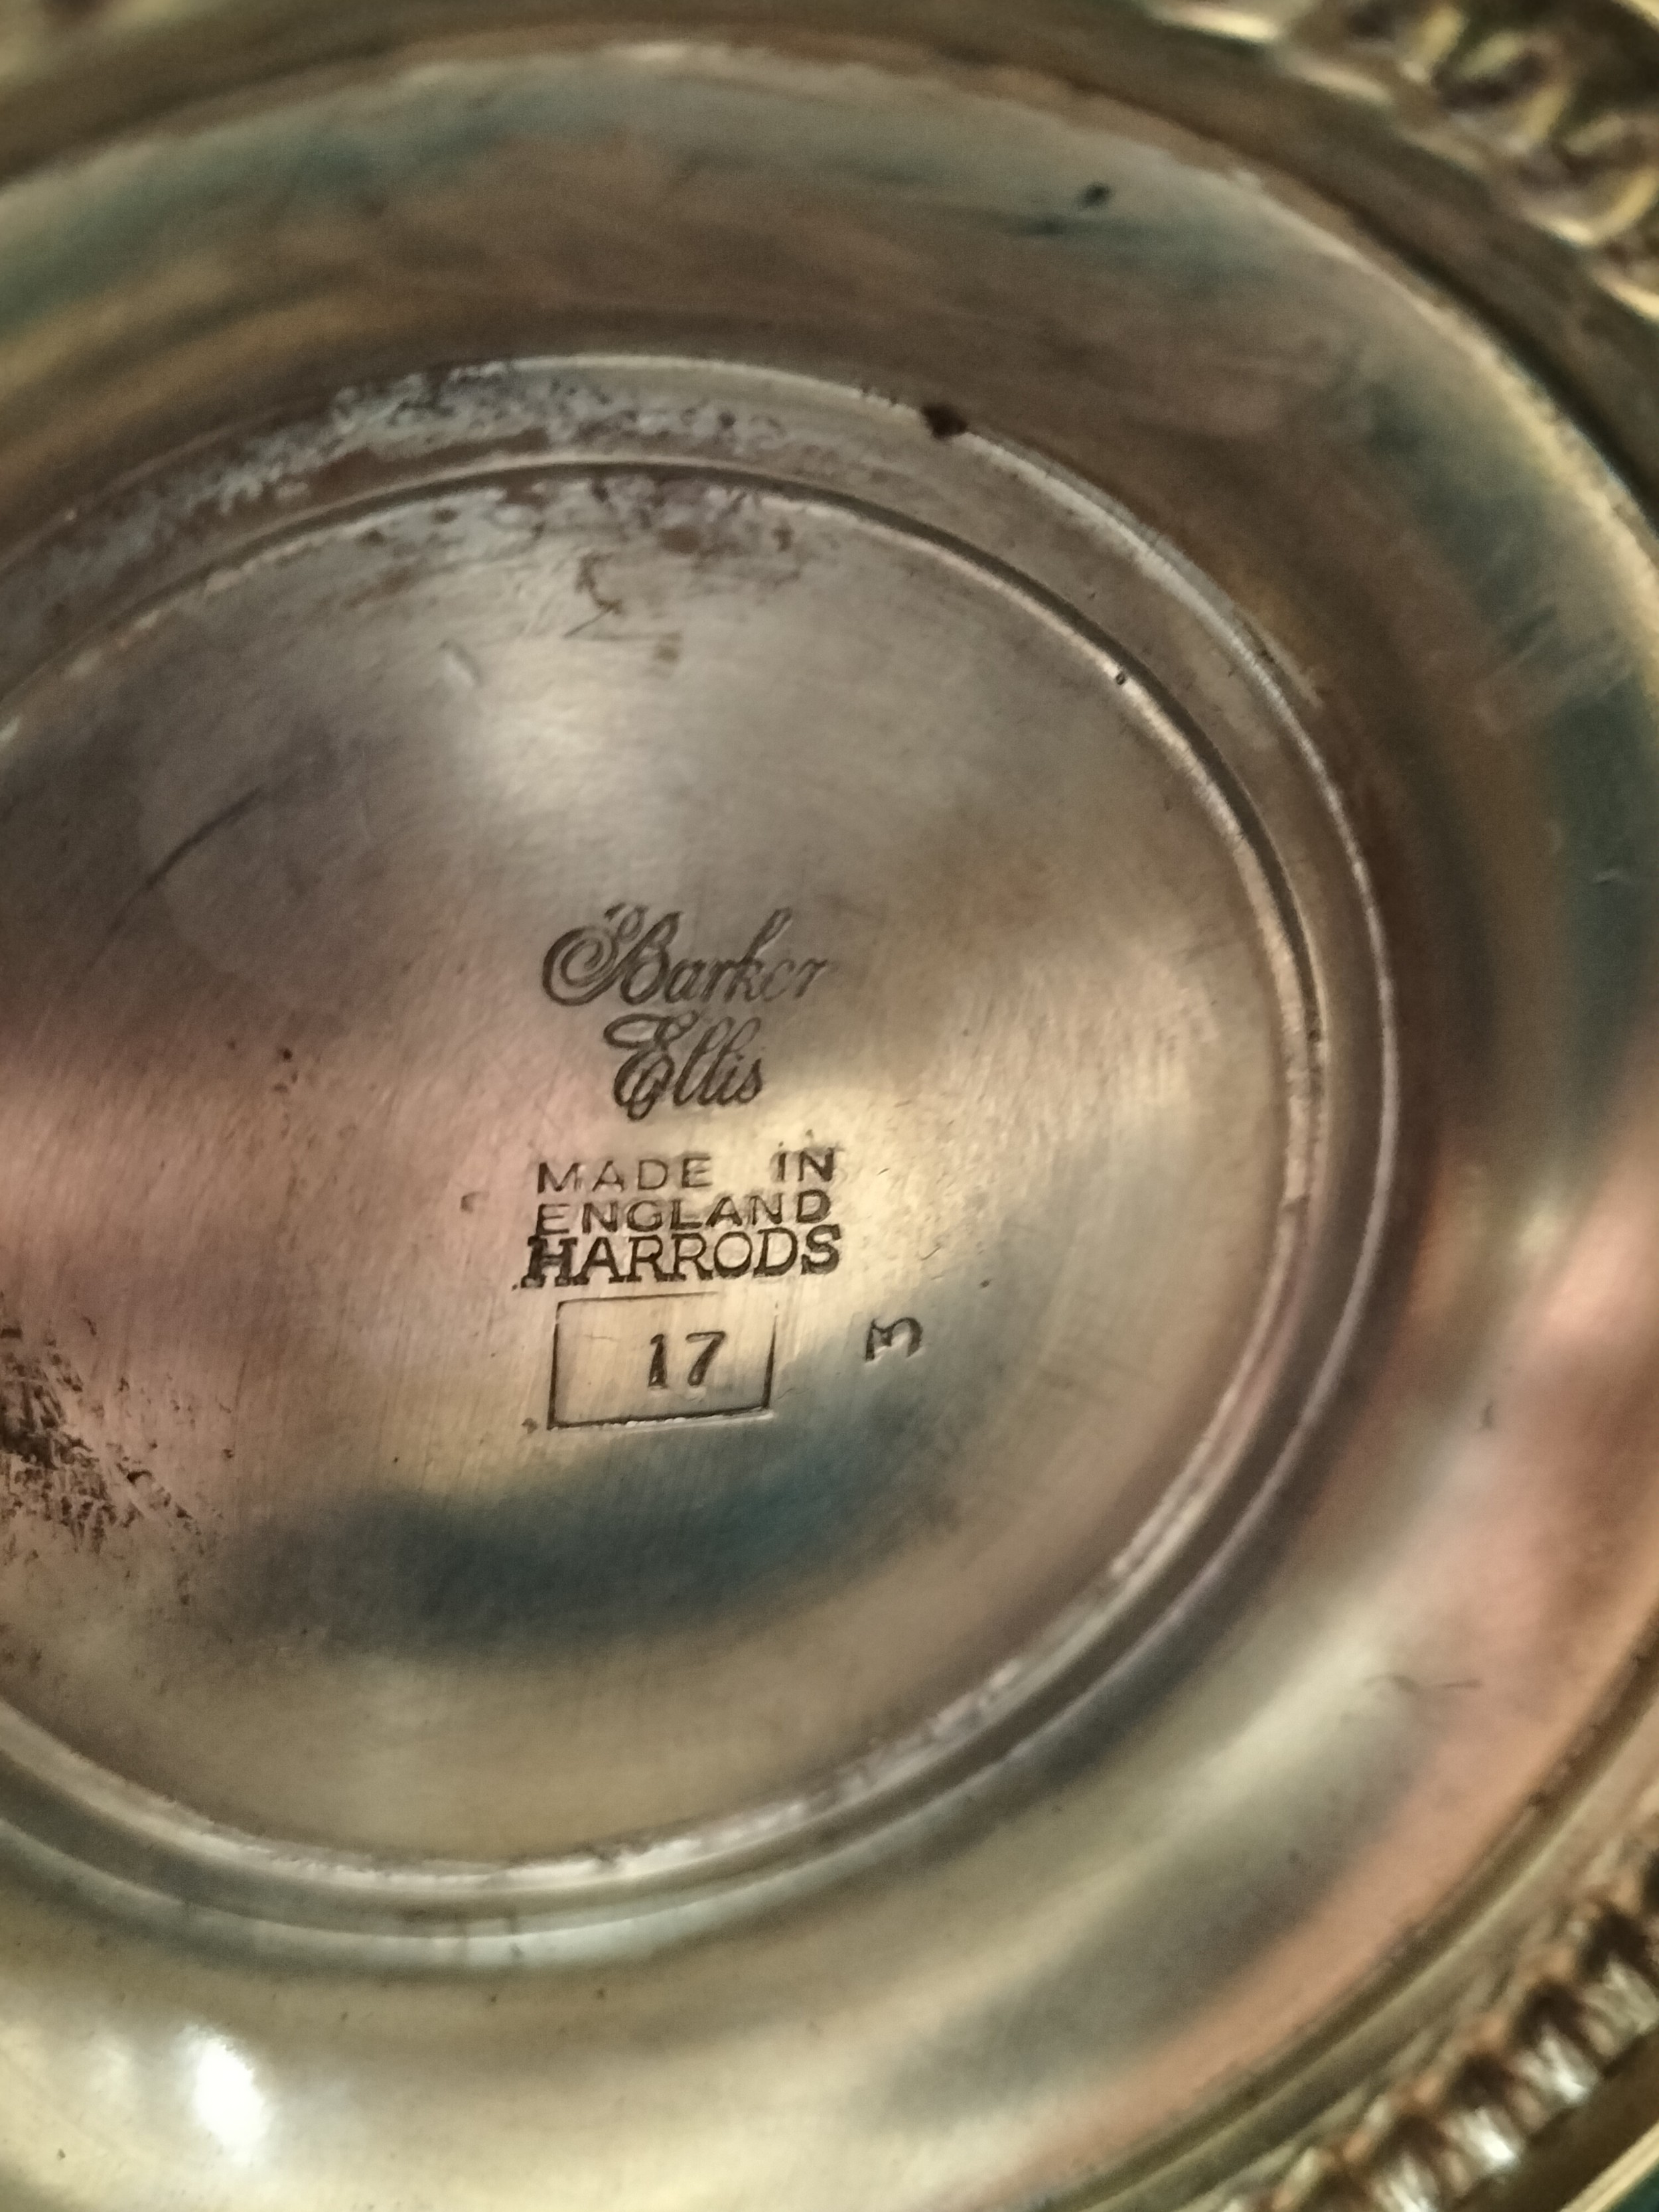 Barker
Ellis
MADE IN
ENGLAND
HARRODS
17
3